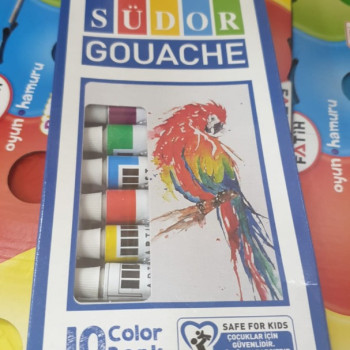 SÜDOR
GOUACHE
10 Color
SAFE FOR KIDS
ÇOCUKLAR İÇİN
GÜVENLİDİR.
oyun hamuru
FATİH
oyun hamuru